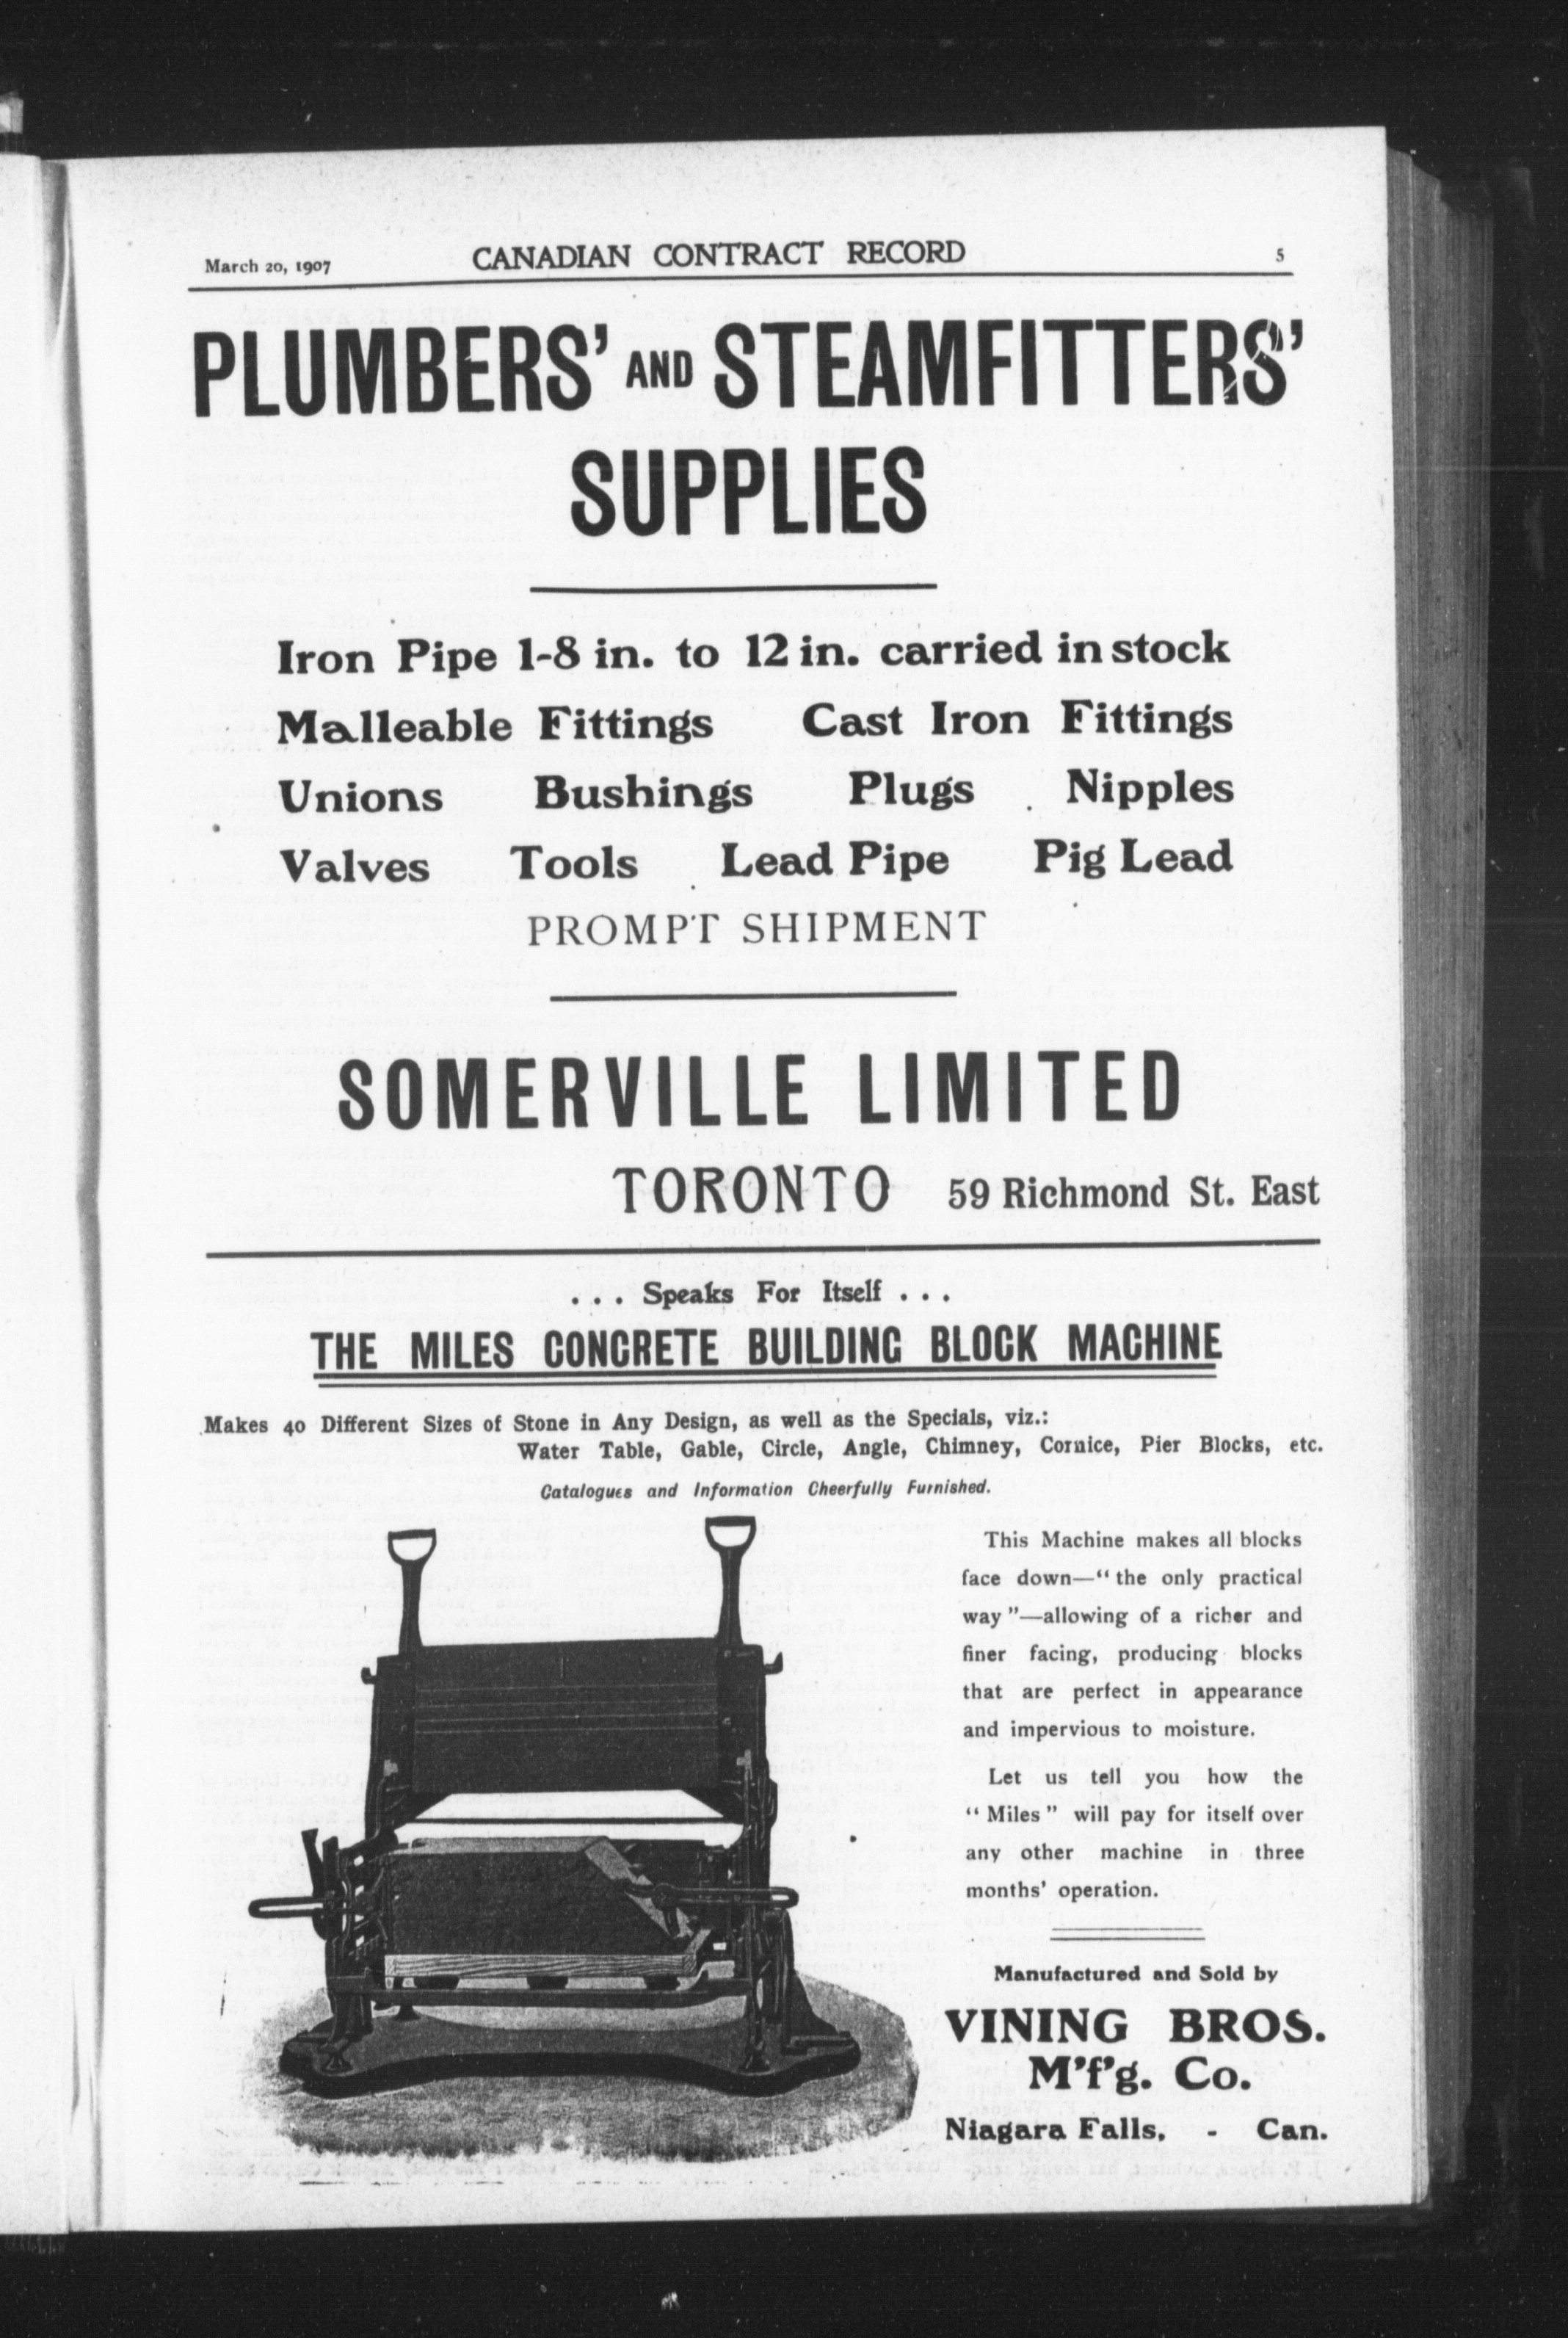 March 20, 1907 CANADIAN CONTRACT RECORD 5
PLUMBERS' AND STEAMFITTERS'
SUPPLIES
Iron Pipe 1-8 in. to 12 in. carried in stock
Malleable Fittings Cast Iron Fittings
Unions Bushings Plugs Nipples
Valves Tools Lead Pipe Pig Lead
PROMPT SHIPMENT
SOMERVILLE LIMITED
TORONTO 59 Richmond St. East
. . . Speaks For Itself . . .
THE MILES CONCRETE BUILDING BLOCK MACHINE
Makes 40 Different Sizes of Stone in Any Design, as well as the Specials, viz.:
Water Table, Gable, Circle, Angle, Chimney, Cornice, Pier Blocks, etc.
Catalogues and Information Cheerfully Furnished.
This Machine makes all blocks
face down—“ the only practical
way ”—allowing of a richer and
finer facing, producing blocks
that are perfect in appearance
and impervious to moisture.
Let us tell you how the
“ Miles ” will pay for itself over
any other machine in three
months' operation.
Manufactured and Sold by
VINING BROS.
M'f'g. Co.
Niagara Falls, - Can.